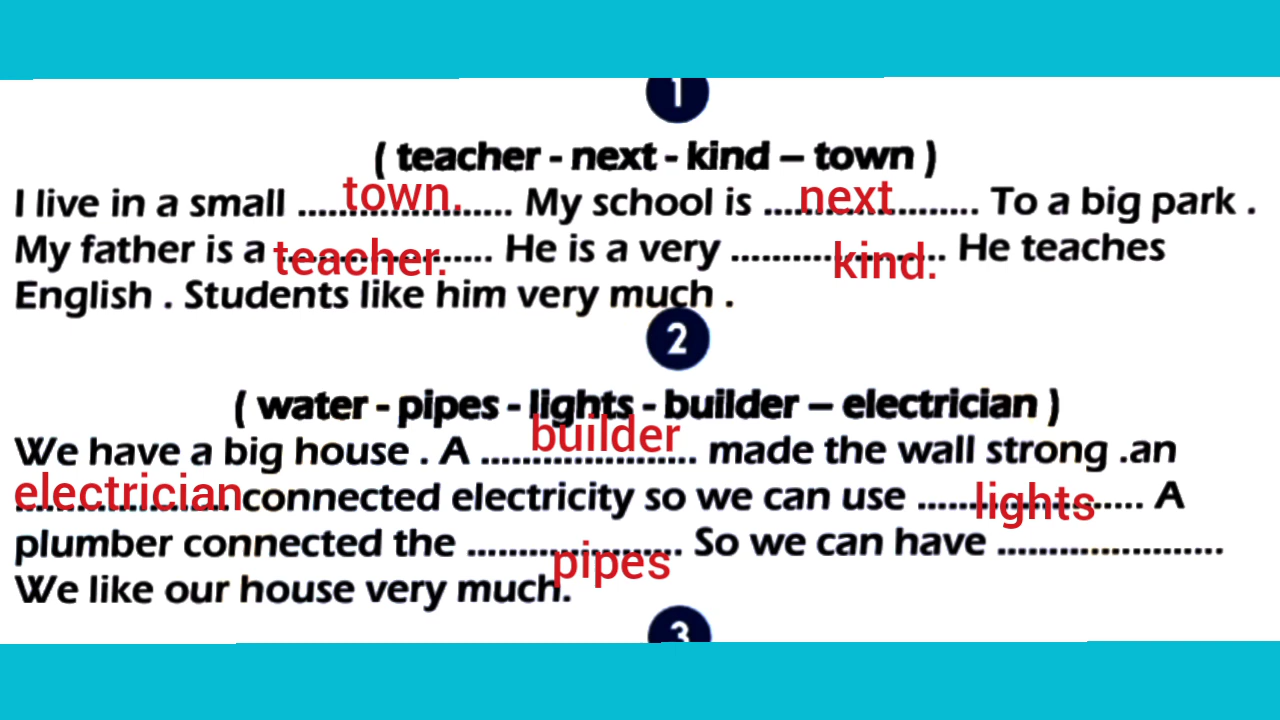 1
( teacher - next - kind – town )
I live in a small ..... town. ..... My school is ..... next ..... To a big park .
My father is a ..... teacher. ..... He is a very ..... kind. ..... He teaches
English . Students like him very much .
2
( water - pipes - lights - builder – electrician )
We have a big house . A ..... builder ..... made the wall strong .an
electrician connected electricity so we can use ..... lights ..... A
plumber connected the ..... pipes ..... So we can have .....................
We like our house very much.
3